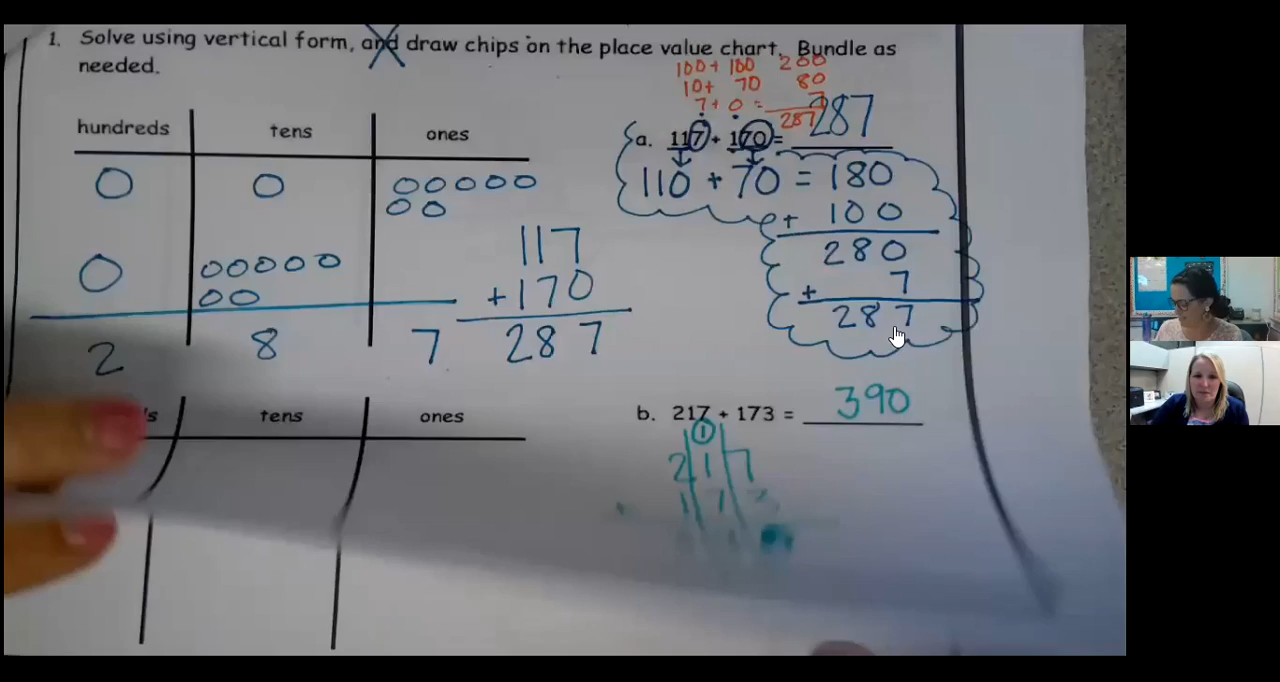 1. Solve using vertical form, and draw chips on the place value chart. Bundle as
needed.
100 + 100 200
10 + 70 80
7 + 0 = 7
287
hundreds tens ones
a. 117 + 170 = 287
110 + 70 = 180
+ 100
280
+ 7
287
117
+170
287
2 8 7
tens ones
b. 217 + 173 = 390
1
217
173